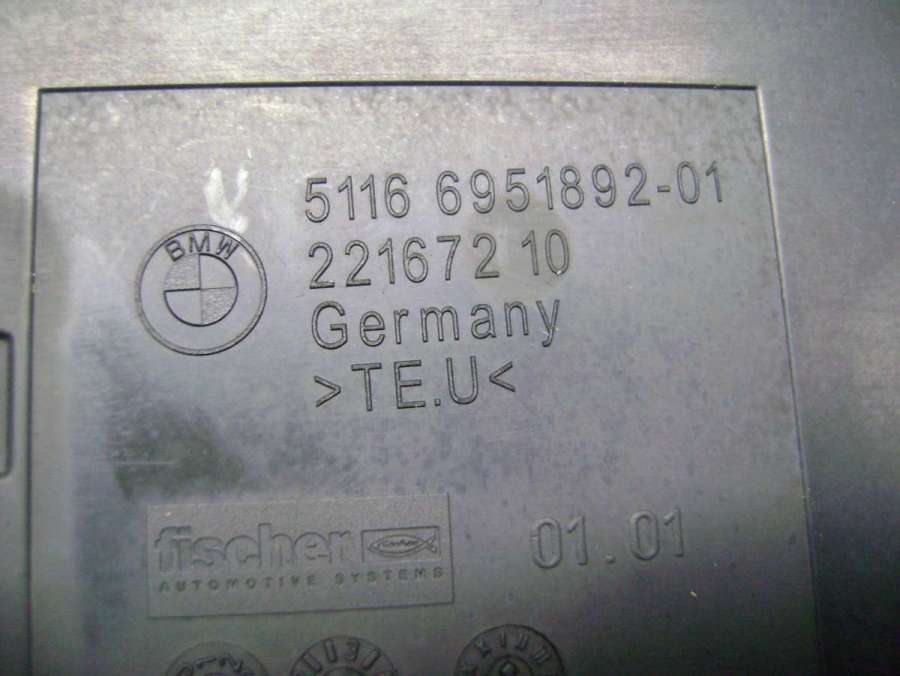 5116 6951892-01
BMW
221672 10
Germany
>TE.U<
fischer
AUTOMOTIVE SYSTEMS
01.01